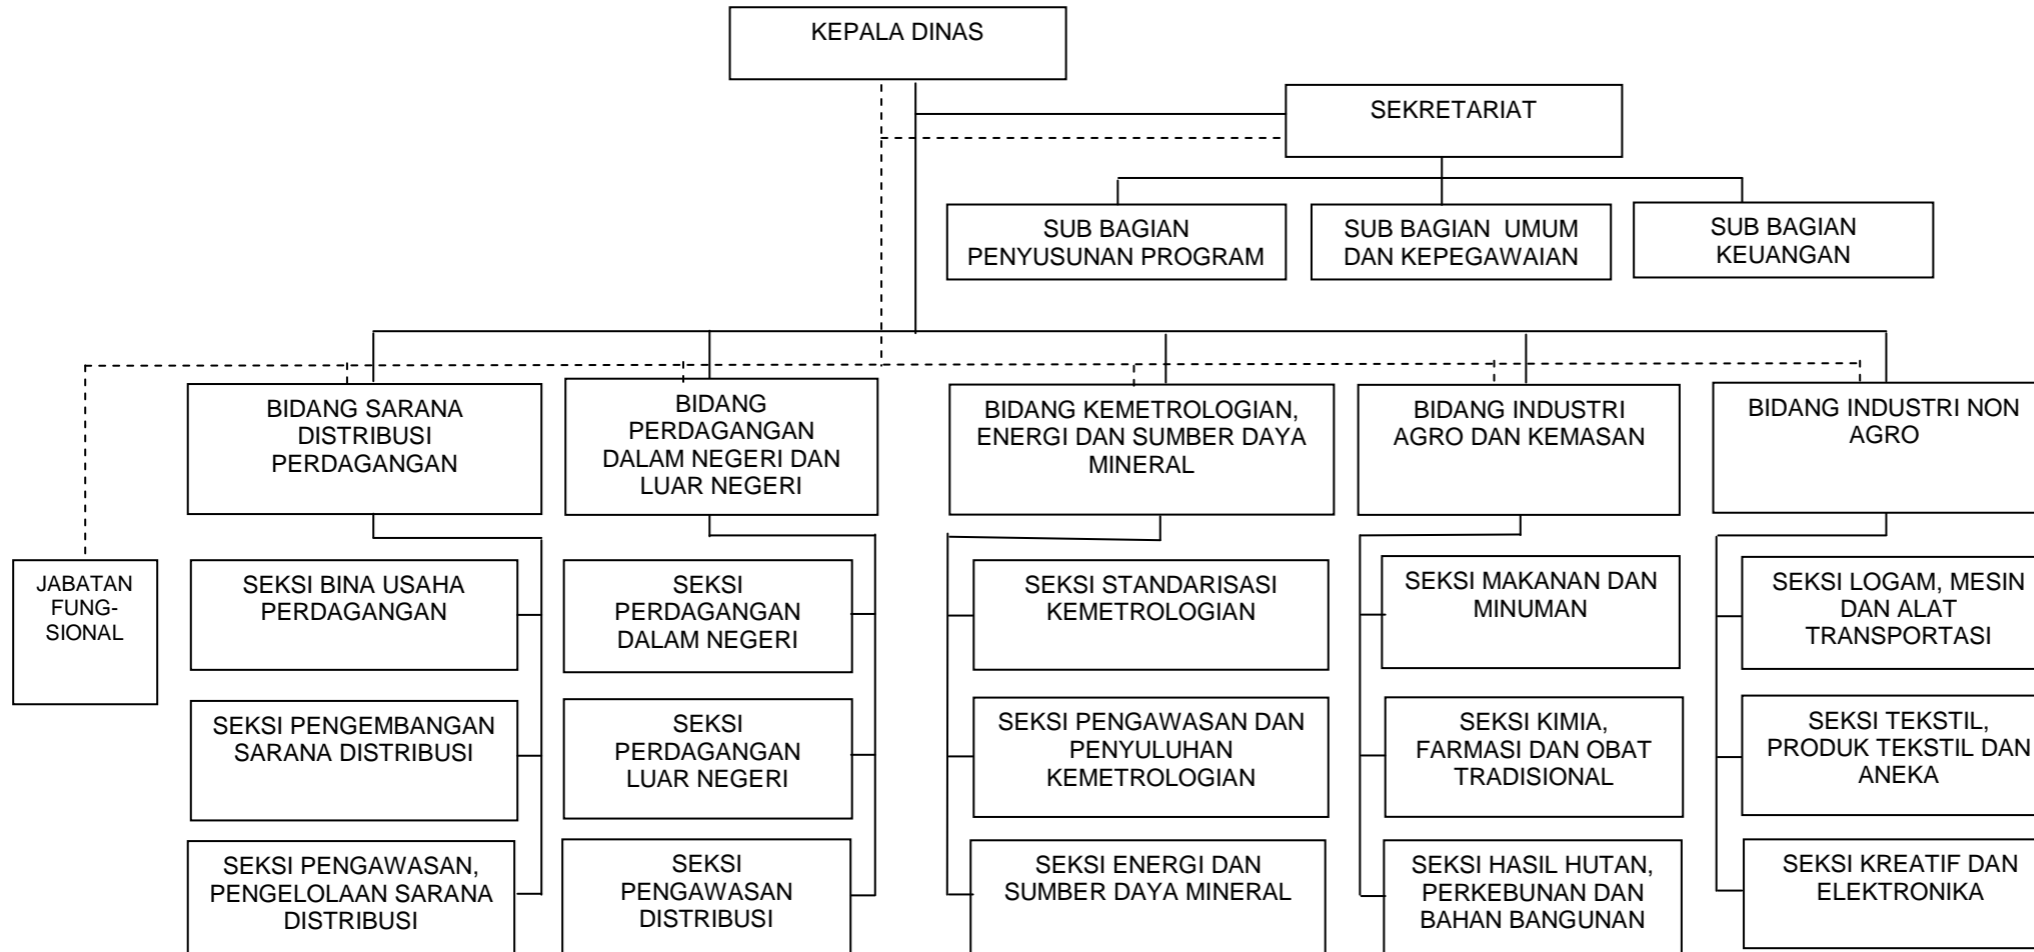 KEPALA DINAS
SEKRETARIAT
SUB BAGIAN
PENYUSUNAN PROGRAM
SUB BAGIAN UMUM
DAN KEPEGAWAIAN
SUB BAGIAN
KEUANGAN
BIDANG SARANA
DISTRIBUSI
PERDAGANGAN
BIDANG
PERDAGANGAN
DALAM NEGERI DAN
LUAR NEGERI
BIDANG KEMETROLOGIAN,
ENERGI DAN SUMBER DAYA
MINERAL
BIDANG INDUSTRI
AGRO DAN KEMASAN
BIDANG INDUSTRI NON
AGRO
JABATAN
FUNG-
SIONAL
SEKSI BINA USAHA
PERDAGANGAN
SEKSI
PERDAGANGAN
DALAM NEGERI
SEKSI STANDARISASI
KEMETROLOGIAN
SEKSI MAKANAN DAN
MINUMAN
SEKSI LOGAM, MESIN
DAN ALAT
TRANSPORTASI
SEKSI PENGEMBANGAN
SARANA DISTRIBUSI
SEKSI
PERDAGANGAN
LUAR NEGERI
SEKSI PENGAWASAN DAN
PENYULUHAN
KEMETROLOGIAN
SEKSI KIMIA,
FARMASI DAN OBAT
TRADISIONAL
SEKSI TEKSTIL,
PRODUK TEKSTIL DAN
ANEKA
SEKSI PENGAWASAN,
PENGELOLAAN SARANA
DISTRIBUSI
SEKSI
PENGAWASAN
DISTRIBUSI
SEKSI ENERGI DAN
SUMBER DAYA MINERAL
SEKSI HASIL HUTAN,
PERKEBUNAN DAN
BAHAN BANGUNAN
SEKSI KREATIF DAN
ELEKTRONIKA